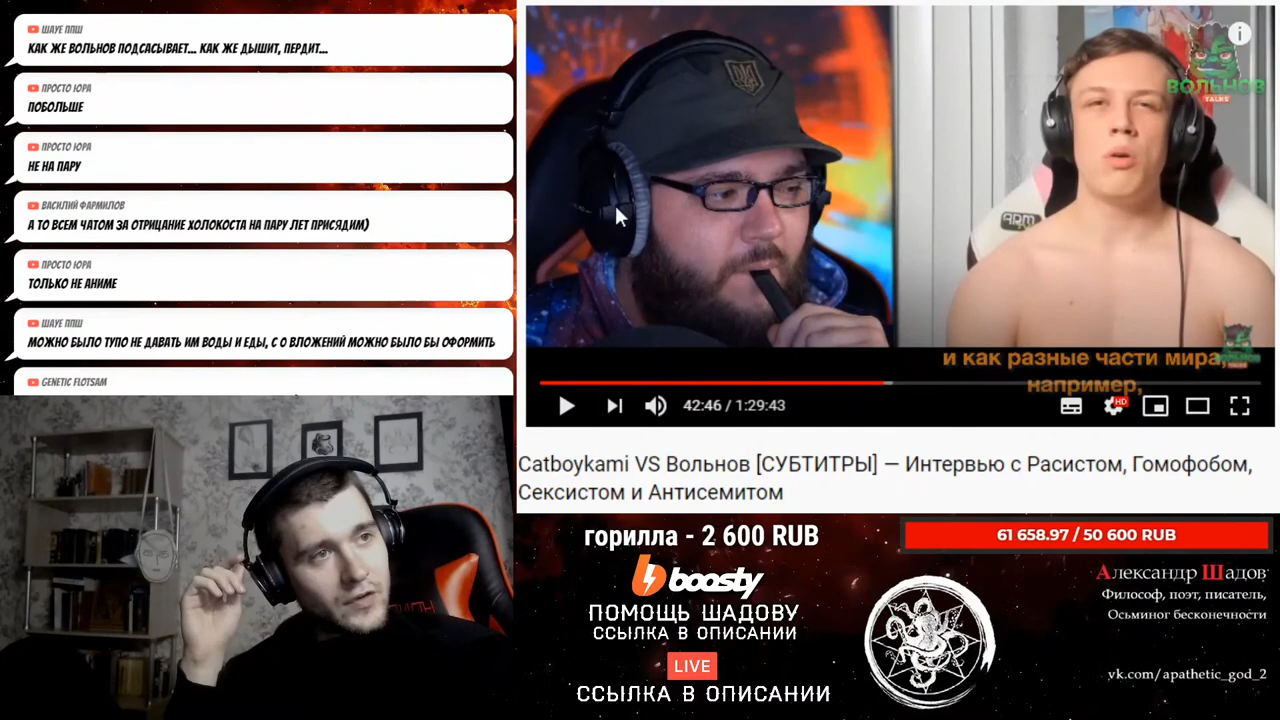 ШАУЕ ППШ
КАК ЖЕ ВОЛЬНОВ ПОДСАСЫВАЕТ... КАК ЖЕ ДЫШИТ, ПЕРДИТ...
ПРОСТО ЮРА
ПОБОЛЬШЕ
ПРОСТО ЮРА
НЕ НА ПАРУ
ВАСИЛИЙ ФАРМИЛОВ
А ТО ВСЕМ ЧАТОМ ЗА ОТРИЦАНИЕ ХОЛОКОСТА НА ПАРУ ЛЕТ ПРИСЯДИМ)
ПРОСТО ЮРА
ТОЛЬКО НЕ АНИМЕ
ШАУЕ ППШ
МОЖНО БЫЛО ТУПО НЕ ДАВАТЬ ИМ ВОДЫ И ЕДЫ, С 0 ВЛОЖЕНИЙ МОЖНО БЫЛО БЫ ОФОРМИТЬ
GENETIC FLOTSAM
ВОЛЬНОВ
TALKS
и как разные части мира,
например,
42:46 / 1:29:43
HD
Catboykami VS Вольнов [СУБТИТРЫ] — Интервью с Расистом, Гомофобом,
Сексистом и Антисемитом
горилла - 2 600 RUB
boosty
ПОМОЩЬ ШАДОВУ
ССЫЛКА В ОПИСАНИИ
LIVE
ССЫЛКА В ОПИСАНИИ
61 658.97 / 50 600 RUB
Александр Шадов
Философ, поэт, писатель,
Осьминог бесконечности
vk.com/apathetic_god_2